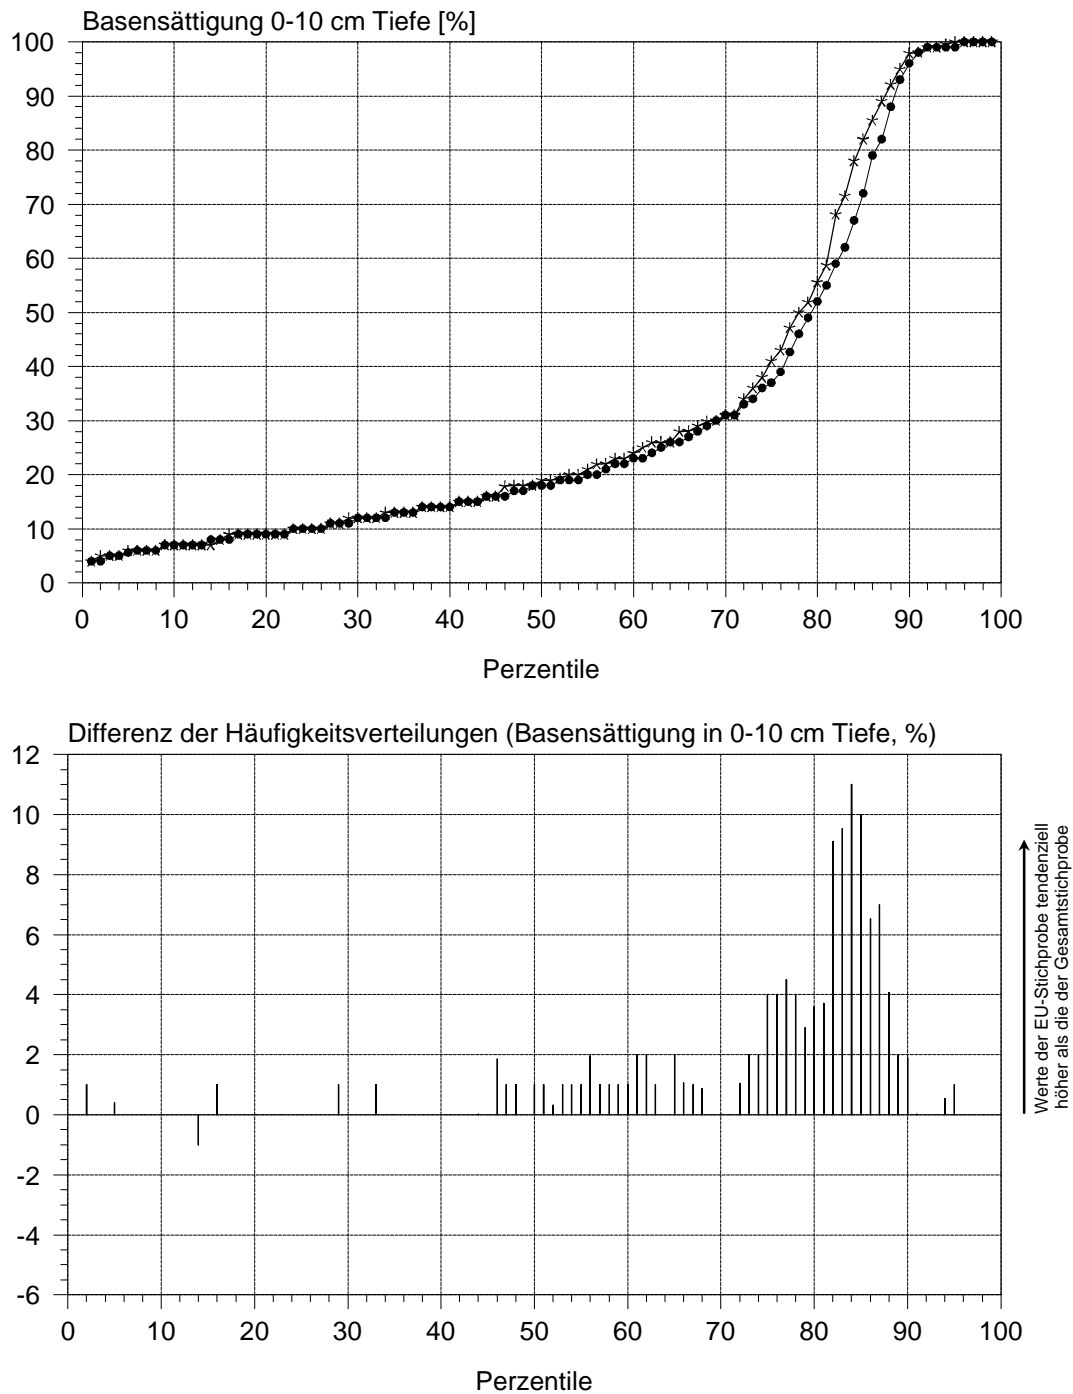 Basensättigung 0-10 cm Tiefe [%]
100
90
80
70
60
50
40
30
20
10
0
0 10 20 30 40 50 60 70 80 90 100
Perzentile
Differenz der Häufigkeitsverteilungen (Basensättigung in 0-10 cm Tiefe, %)
12
10
8
6
4
2
0
-2
-4
-6
0 10 20 30 40 50 60 70 80 90 100
Perzentile
Werte der EU-Stichprobe tendenziell
höher als die der Gesamtstichprobe